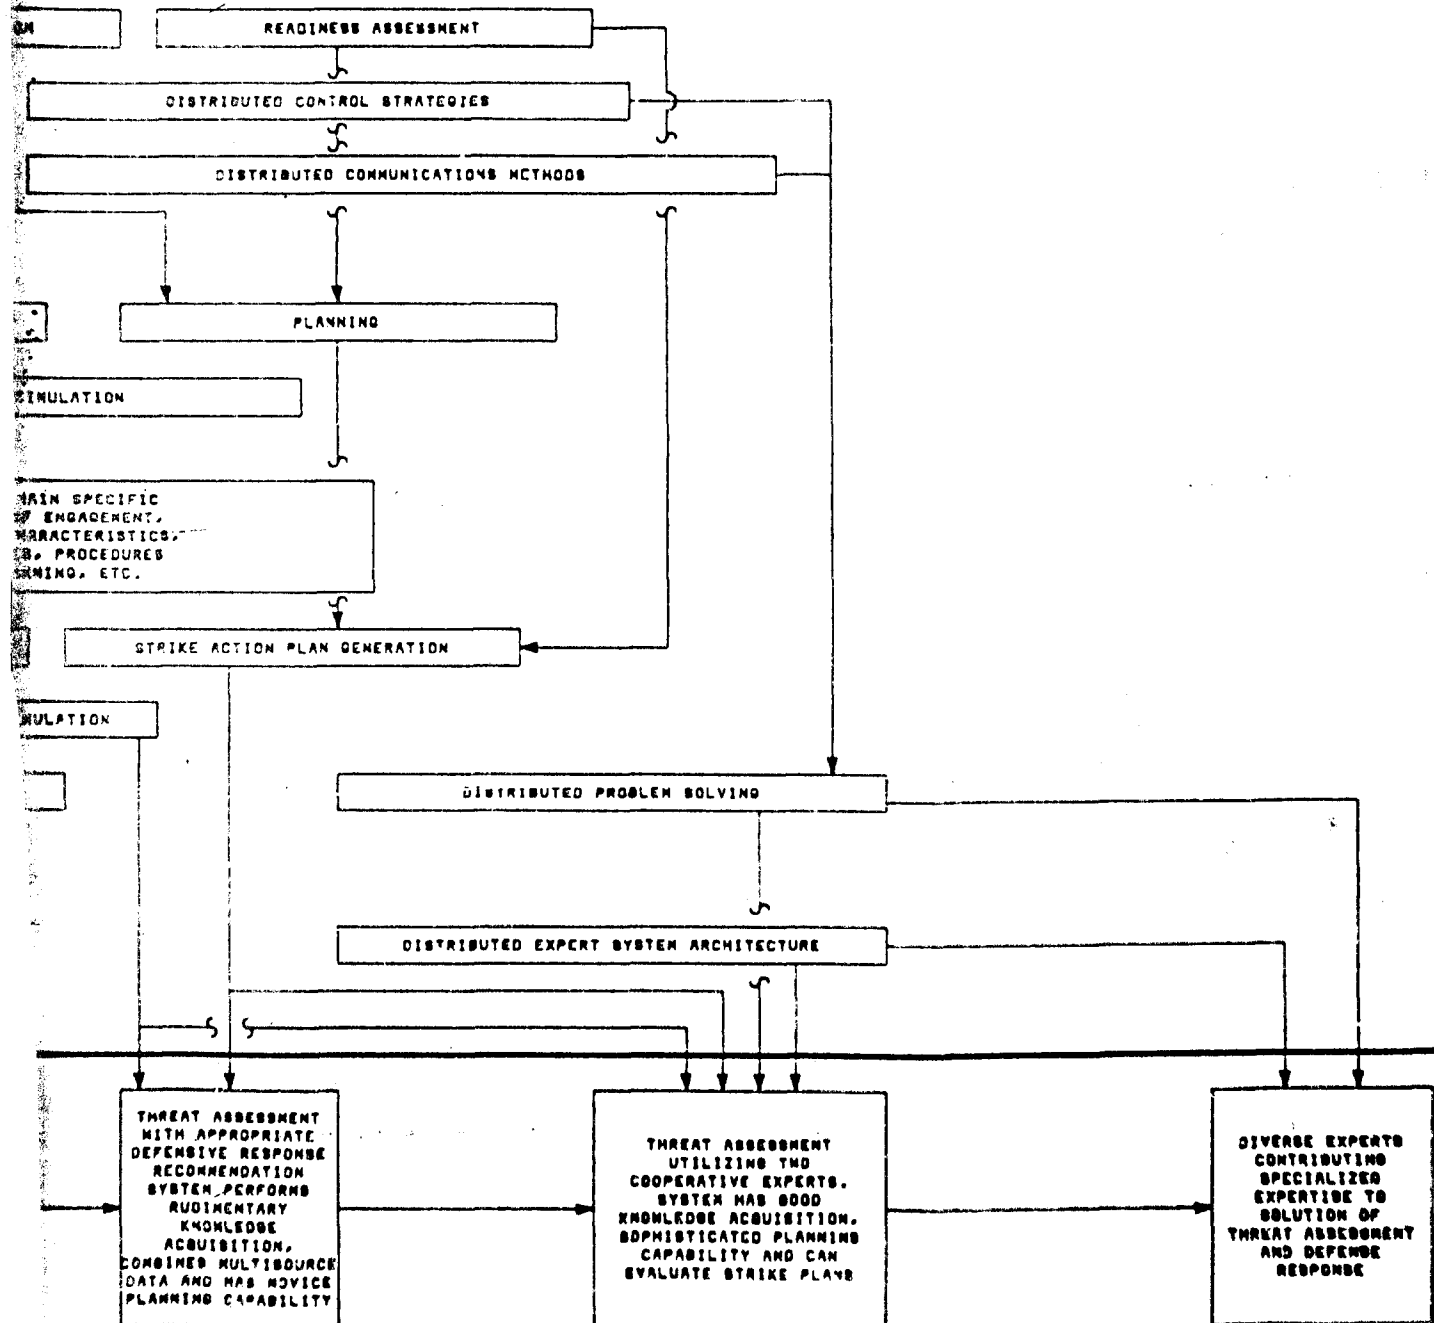 READINESS ASSESSMENT
DISTRIBUTED CONTROL STRATEGIES
DISTRIBUTED COMMUNICATIONS METHODS
PLANNING
SIMULATION
SPECIFIC
ENGAGEMENT,
PROCEDURES
ETC.
STRIKE ACTION PLAN GENERATION
MULATION
DISTRIBUTED PROBLEM SOLVING
DISTRIBUTED EXPERT SYSTEM ARCHITECTURE
THREAT ASSESSMENT
WITH APPROPRIATE
DEFENSIVE RESPONSE
RECOMMENDATION
SYSTEM PERFORMS
RUDIMENTARY
KNOWLEDGE
ACQUISITION,
COMBINES MULTISOURCE
DATA AND HAS NOVICE
PLANNING CAPABILITY
THREAT ASSESSMENT
UTILIZING TWO
COOPERATIVE EXPERTS.
SYSTEM HAS GOOD
KNOWLEDGE ACQUISITION,
SOPHISTICATED PLANNING
CAPABILITY AND CAN
EVALUATE STRIKE PLANS
DIVERSE EXPERTS
CONTRIBUTING
SPECIALIZED
EXPERTISE TO
SOLUTION OF
THREAT ASSESSMENT
AND DEFENSE
RESPONSE